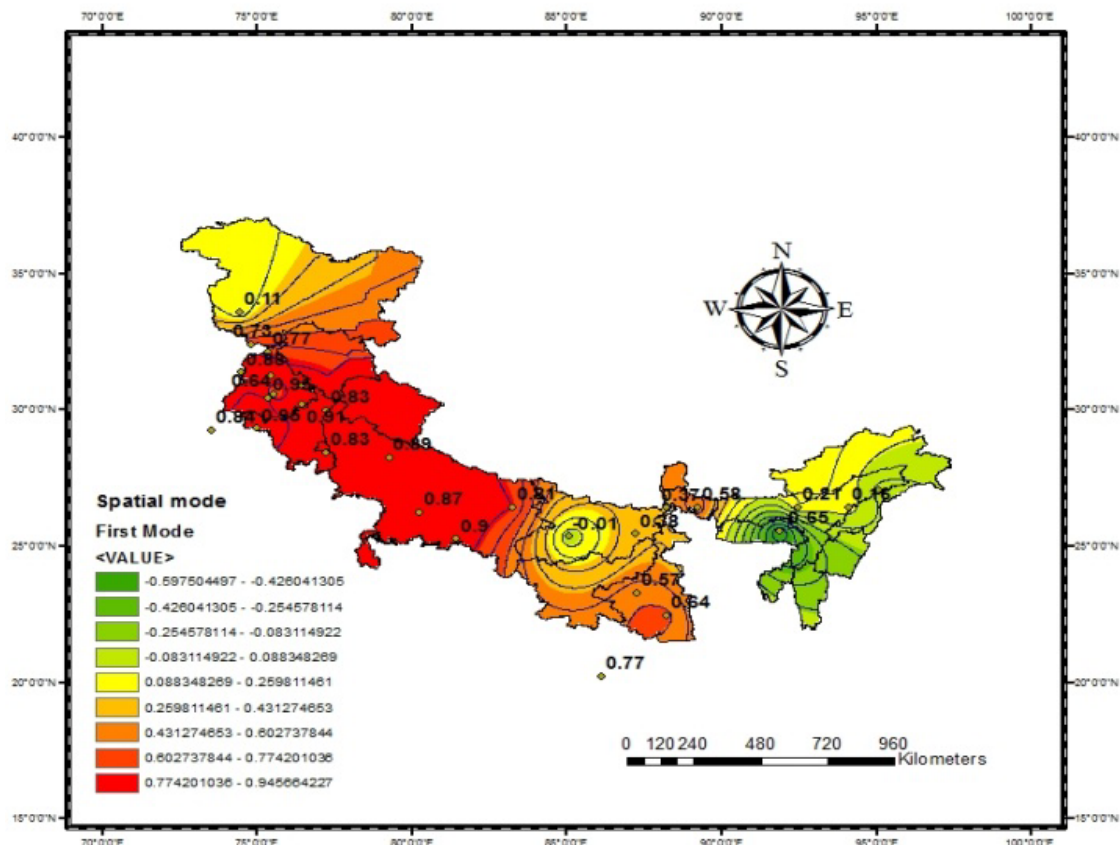 70°0'0"E 75°0'0"E 80°0'0"E 85°0'0"E 90°0'0"E 95°0'0"E 100°0'0"E
40°0'0"N 40°0'0"N
35°0'0"N 35°0'0"N
30°0'0"N 30°0'0"N
25°0'0"N 25°0'0"N
20°0'0"N 20°0'0"N
15°0'0"N 15°0'0"N
N
W E
S
0.11
0.73 0.77
0.88
0.64
0.83
0.84 0.91
0.83 0.89
0.87 0.81
0.9
-0.01 0.38
0.37 0.58
0.21 0.16
0.57
0.64
0.77
Spatial mode
First Mode
<VALUE>
-0.597504497 - -0.426041305
-0.426041305 - -0.254578114
-0.254578114 - -0.083114922
-0.083114922 - 0.088348269
0.088348269 - 0.259811461
0.259811461 - 0.431274653
0.431274653 - 0.602737844
0.602737844 - 0.774201036
0.774201036 - 0.945664227
0 120 240 480 720 960
Kilometers
70°0'0"E 75°0'0"E 80°0'0"E 85°0'0"E 90°0'0"E 95°0'0"E 100°0'0"E